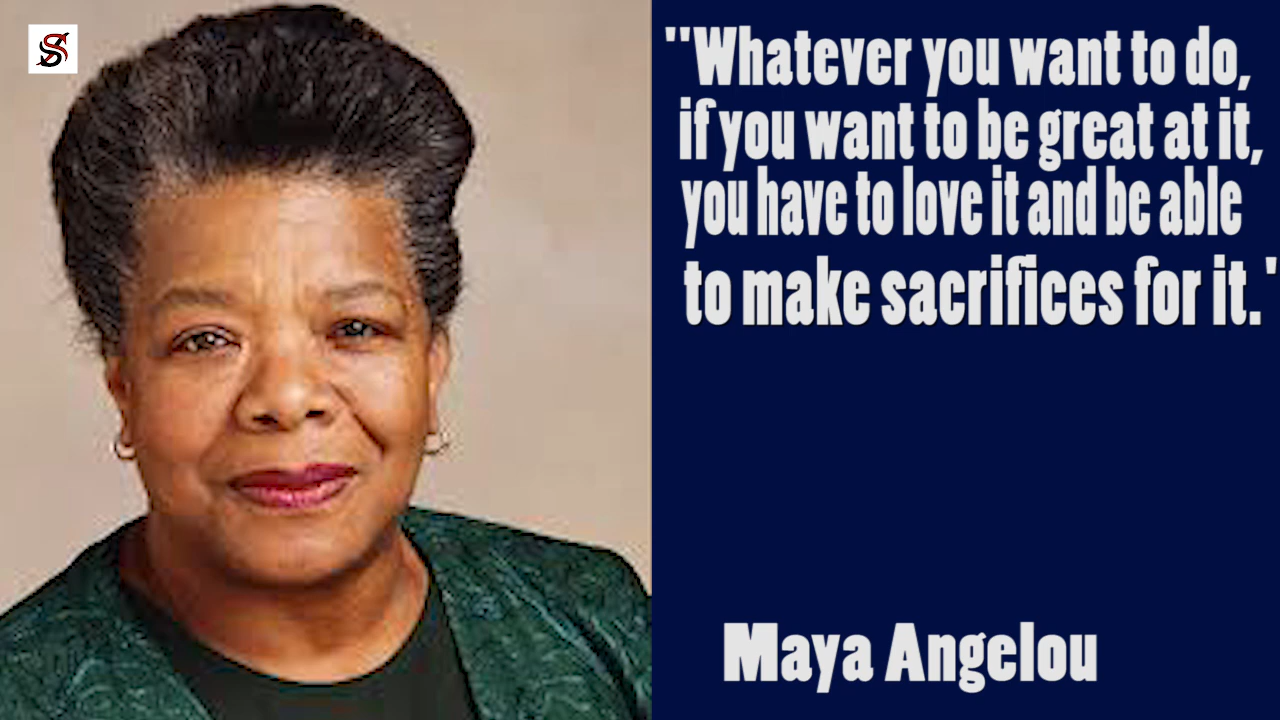 "Whatever you want to do,
if you want to be great at it,
you have to love it and be able
to make sacrifices for it.'
Maya Angelou